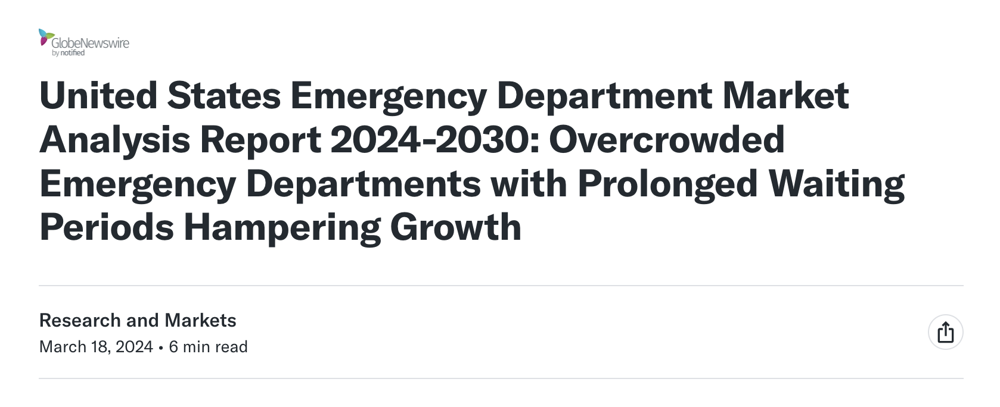 GlobeNewswire
by notified
United States Emergency Department Market
Analysis Report 2024-2030: Overcrowded
Emergency Departments with Prolonged Waiting
Periods Hampering Growth
Research and Markets
March 18, 2024 • 6 min read